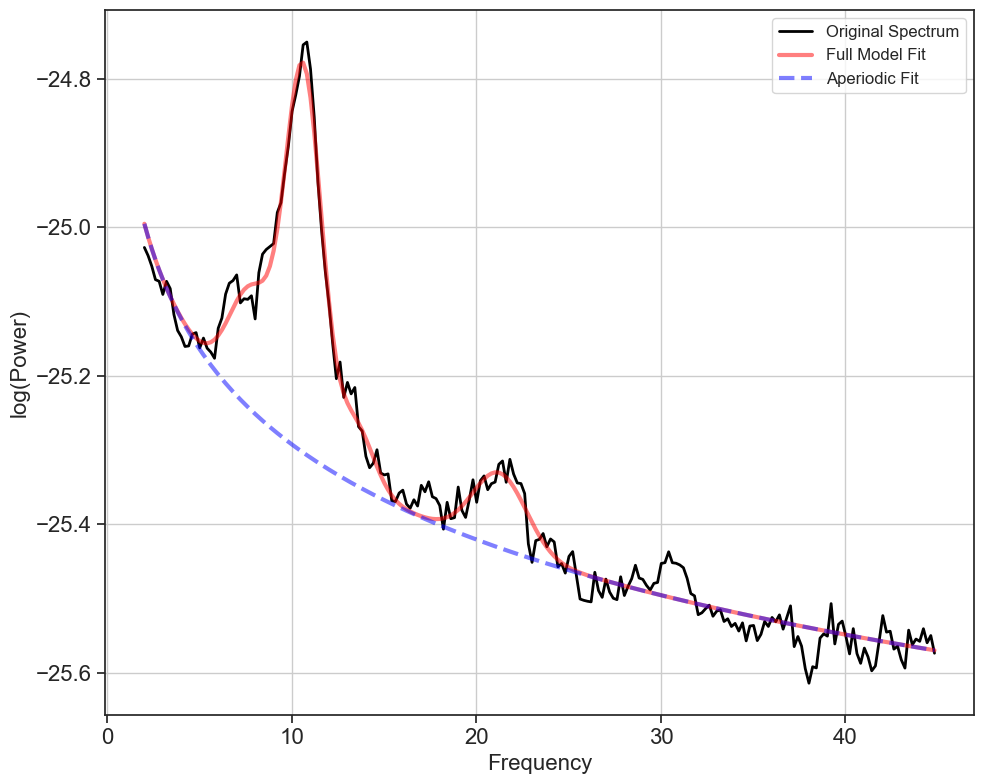 Original Spectrum
Full Model Fit
Aperiodic Fit
−24.8
−25.0
−25.2
−25.4
−25.6
log(Power)
0 10 20 30 40
Frequency